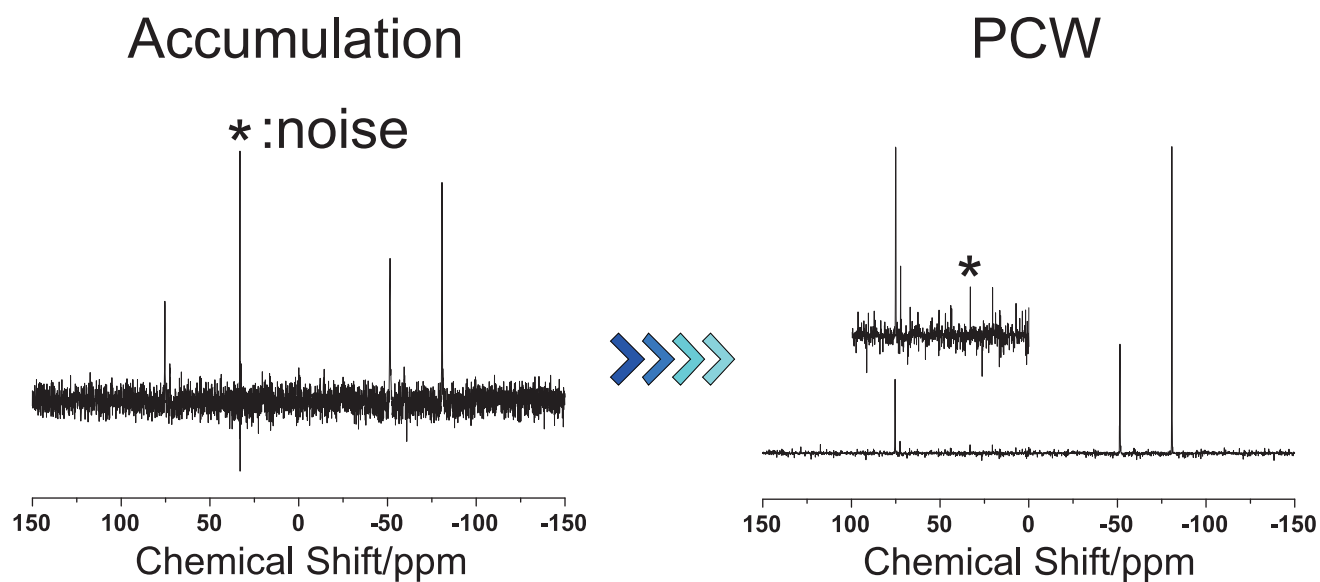 Accumulation
* :noise
150 100 50 0 -50 -100 -150
Chemical Shift/ppm
PCW
*
150 100 50 0 -50 -100 -150
Chemical Shift/ppm